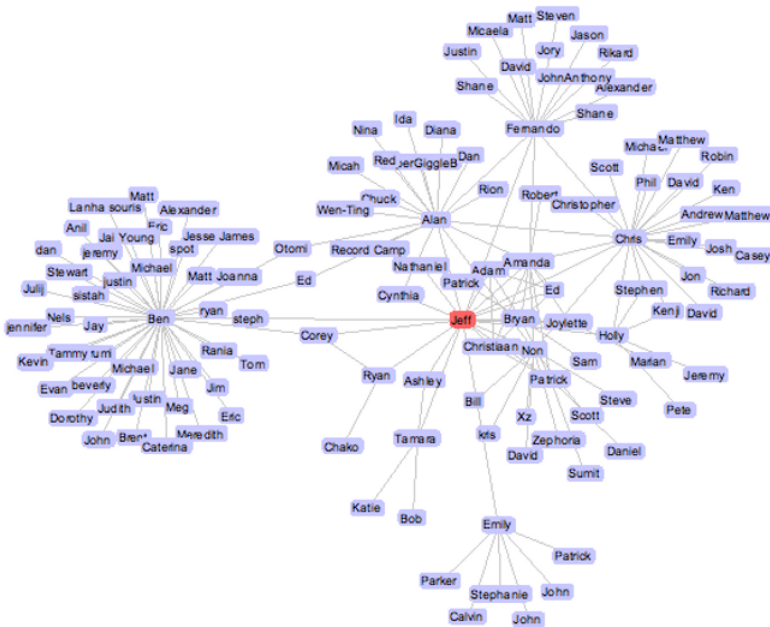 Matt
Steven
Micaela
Jason
Justin
Jory
Rikard
David
JohnAnthony
Shane
Alexander
Shane
Fernando
Ida
Nina
Diana
Red
perGiggleB
Dan
Micah
Chuck
Rion
Wen-Ting
Alan
Robert
Christopher
Matthew
Michael
Robin
Scott
Phil
David
Ken
Andrew
Matthew
Chris
Emily
Josh
Casey
Jon
Richard
Stephen
Kenji
David
Matt
Lanha souris
Alexander
Anil
Eric
Jai Young
Jesse James
dan
jeremy
spot
Otomi
Record Camp
Stewart
Michael
Matt
Joanna
Ed
Julij
justin
sistah
Nathaniel
Adam
Amanda
Patrick
Cynthia
Ed
Nels
ryan
Ben
steph
Jeff
Bryan
Joylette
jennifer
Jay
Corey
Holly
Tammy
rumi
Rania
Christiaan
Non
Kevin
Tom
Michael
Jane
Ryan
Ashley
Sam
Marian
Jeremy
Evan
beverly
Jim
Patrick
Judith
Justin
Meg
Bill
Steve
Dorothy
Eric
Xz
Scott
Pete
John
Brent
Meredith
Caterina
Chako
Tamara
kris
Zephoria
David
Daniel
Sumit
Katie
Bob
Emily
Patrick
Parker
Stephanie
John
Calvin
John